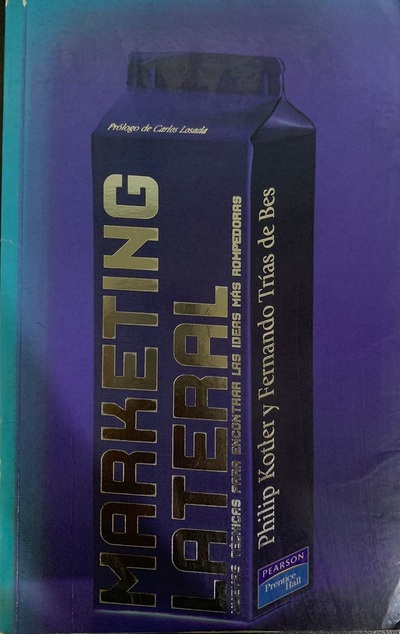 Prólogo de Carlos Losada
MARKETING
LATERAL
NUEVAS TÉCNICAS PARA ENCONTRAR LAS IDEAS MÁS ROMPEDORAS
Philip Kotler y Fernando Trías de Bes
PEARSON
Prentice
Hall